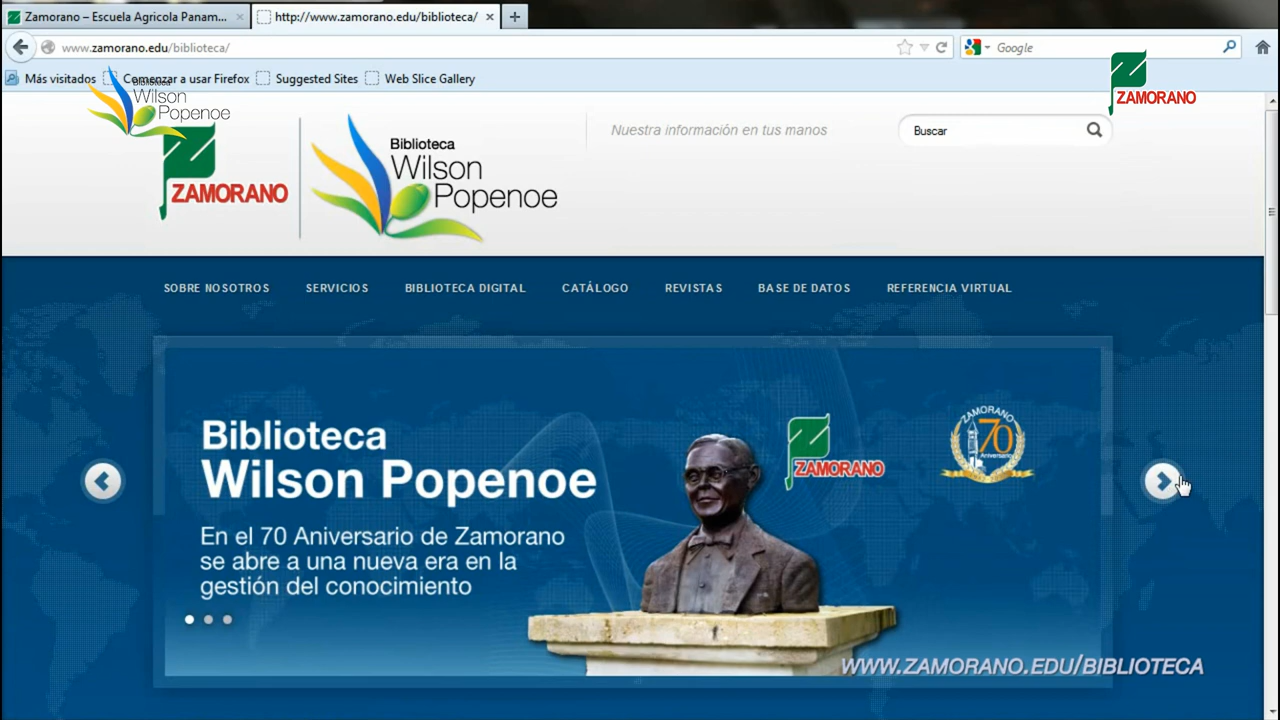 Zamorano – Escuela Agricola Panam...
http://www.zamorano.edu/biblioteca/
www.zamorano.edu/biblioteca/
Google
Más visitados
Comenzar a usar Firefox
Suggested Sites
Web Slice Gallery
Biblioteca
Wilson
Popenoe
ZAMORANO
ZAMORANO
Biblioteca
Wilson
Popenoe
Nuestra información en tus manos
Buscar
SOBRE NOSOTROS
SERVICIOS
BIBLIOTECA DIGITAL
CATÁLOGO
REVISTAS
BASE DE DATOS
REFERENCIA VIRTUAL
Biblioteca
Wilson Popenoe
En el 70 Aniversario de Zamorano
se abre a una nueva era en la
gestión del conocimiento
ZAMORANO
ZAMORANO
70
Aniversario
WWW.ZAMORANO.EDU/BIBLIOTECA